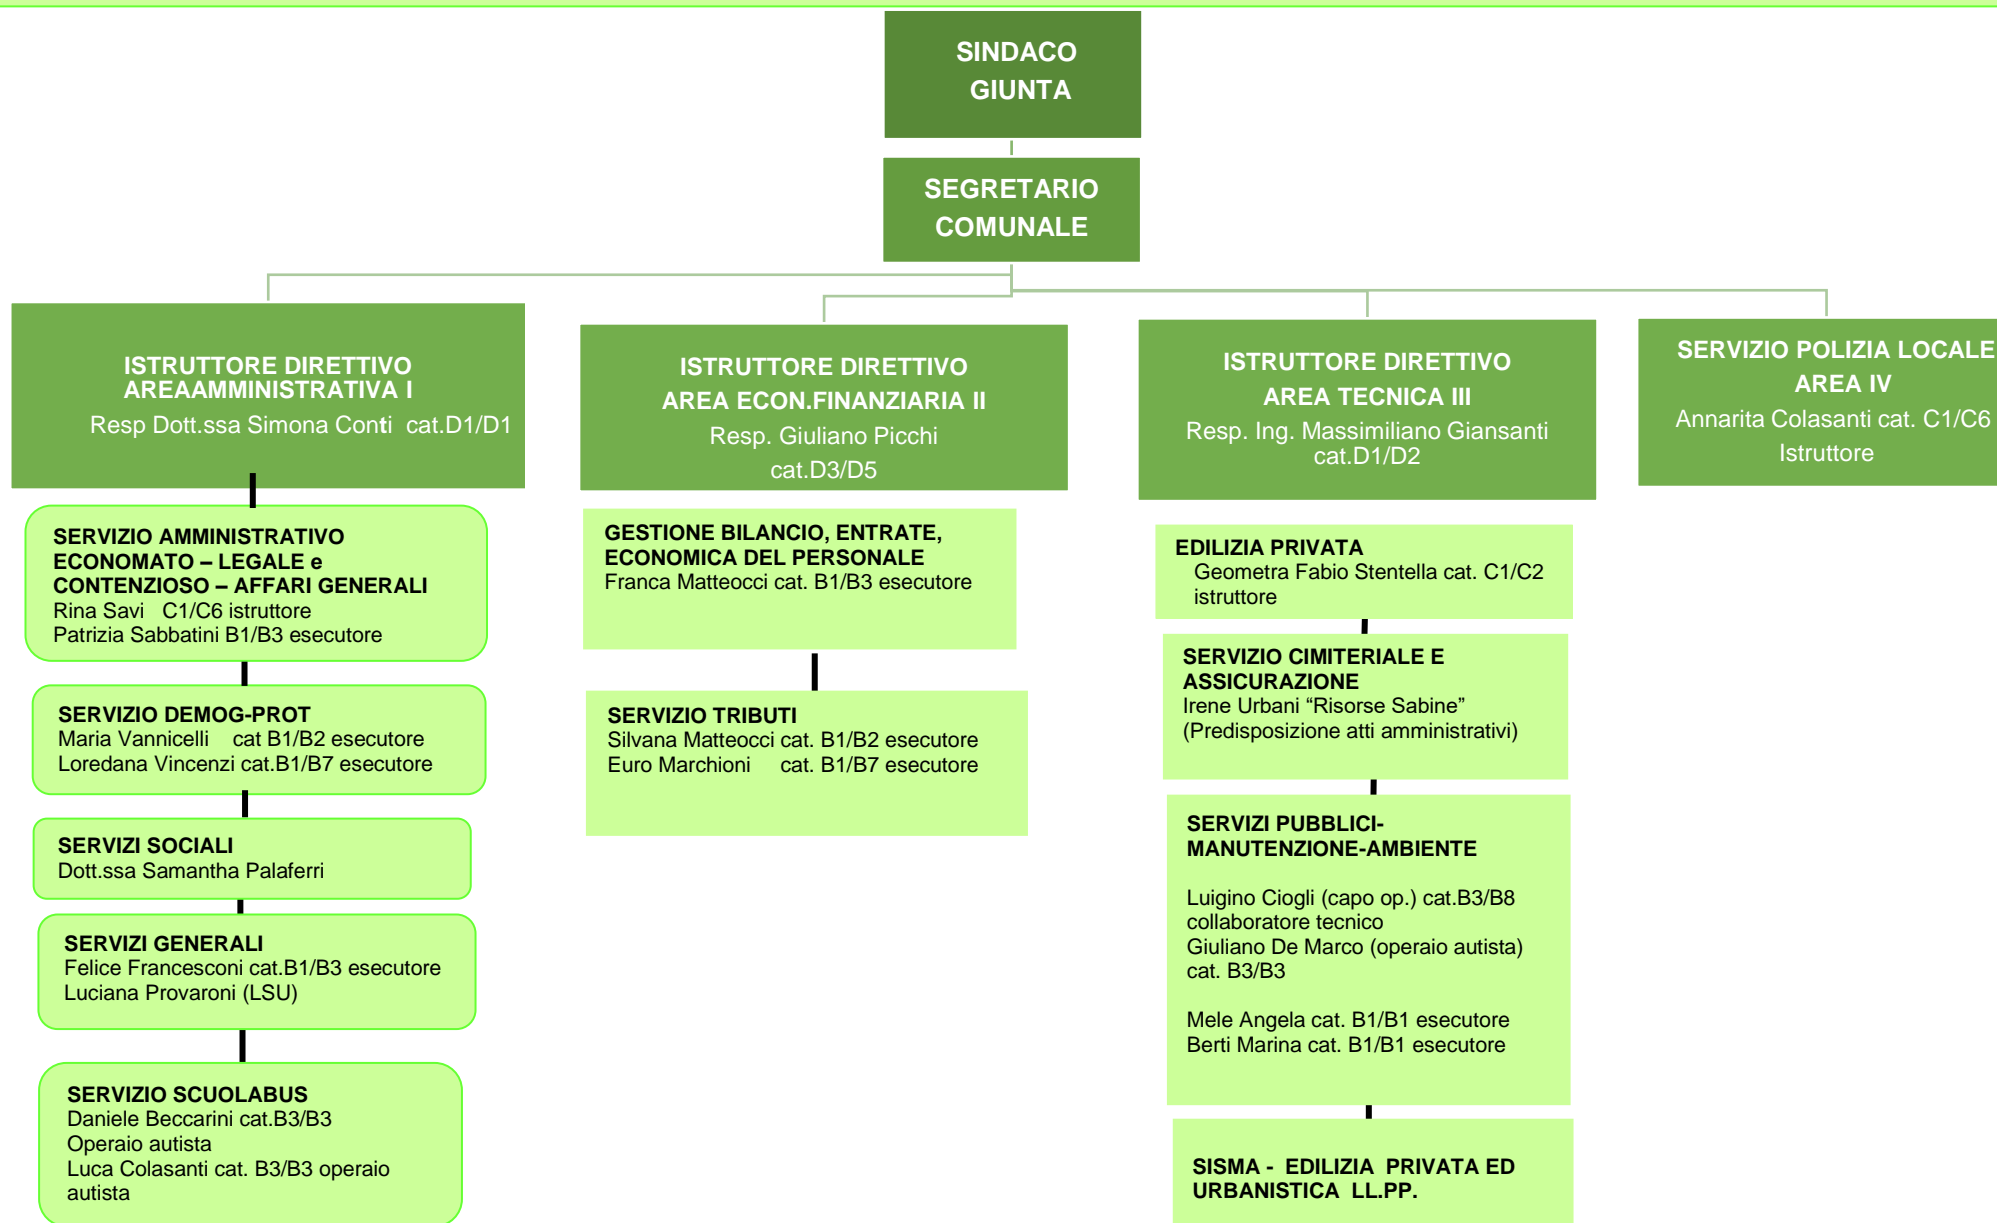 SINDACO
GIUNTA
SEGRETARIO
COMUNALE
ISTRUTTORE DIRETTIVO
AREAAMMINISTRATIVA I
Resp Dott.ssa Simona Conti cat.D1/D1
ISTRUTTORE DIRETTIVO
AREA ECON.FINANZIARIA II
Resp. Giuliano Picchi
cat.D3/D5
ISTRUTTORE DIRETTIVO
AREA TECNICA III
Resp. Ing. Massimiliano Giansanti
cat.D1/D2
SERVIZIO POLIZIA LOCALE
AREA IV
Annarita Colasanti cat. C1/C6
Istruttore
SERVIZIO AMMINISTRATIVO
ECONOMATO – LEGALE e
CONTENZIOSO – AFFARI GENERALI
Rina Savi C1/C6 istruttore
Patrizia Sabbatini B1/B3 esecutore
SERVIZIO DEMOG-PROT
Maria Vannicelli cat B1/B2 esecutore
Loredana Vincenzi cat.B1/B7 esecutore
SERVIZI SOCIALI
Dott.ssa Samantha Palaferri
SERVIZI GENERALI
Felice Francesconi cat.B1/B3 esecutore
Luciana Provaroni (LSU)
SERVIZIO SCUOLABUS
Daniele Beccarini cat.B3/B3
Operaio autista
Luca Colasanti cat. B3/B3 operaio
autista
GESTIONE BILANCIO, ENTRATE,
ECONOMICA DEL PERSONALE
Franca Matteocci cat. B1/B3 esecutore
SERVIZIO TRIBUTI
Silvana Matteocci cat. B1/B2 esecutore
Euro Marchioni cat. B1/B7 esecutore
EDILIZIA PRIVATA
Geometra Fabio Stentella cat. C1/C2
istruttore
SERVIZIO CIMITERIALE E
ASSICURAZIONE
Irene Urbani “Risorse Sabine”
(Predisposizione atti amministrativi)
SERVIZI PUBBLICI-
MANUTENZIONE-AMBIENTE
Luigino Ciogli (capo op.) cat.B3/B8
collaboratore tecnico
Giuliano De Marco (operaio autista)
cat. B3/B3
Mele Angela cat. B1/B1 esecutore
Berti Marina cat. B1/B1 esecutore
SISMA - EDILIZIA PRIVATA ED
URBANISTICA LL.PP.